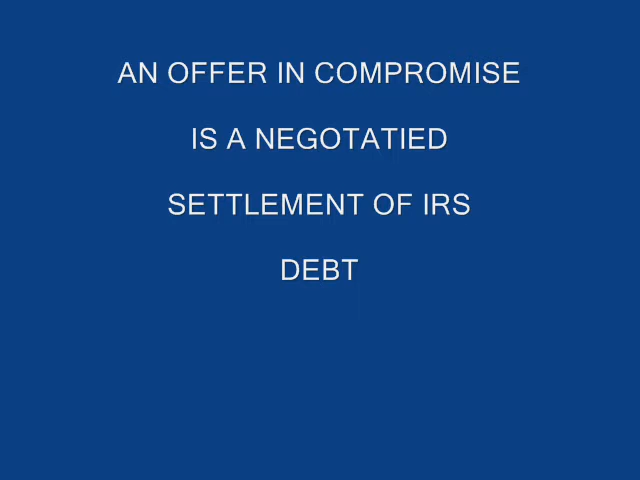 AN OFFER IN COMPROMISE
IS A NEGOTATIED
SETTLEMENT OF IRS
DEBT